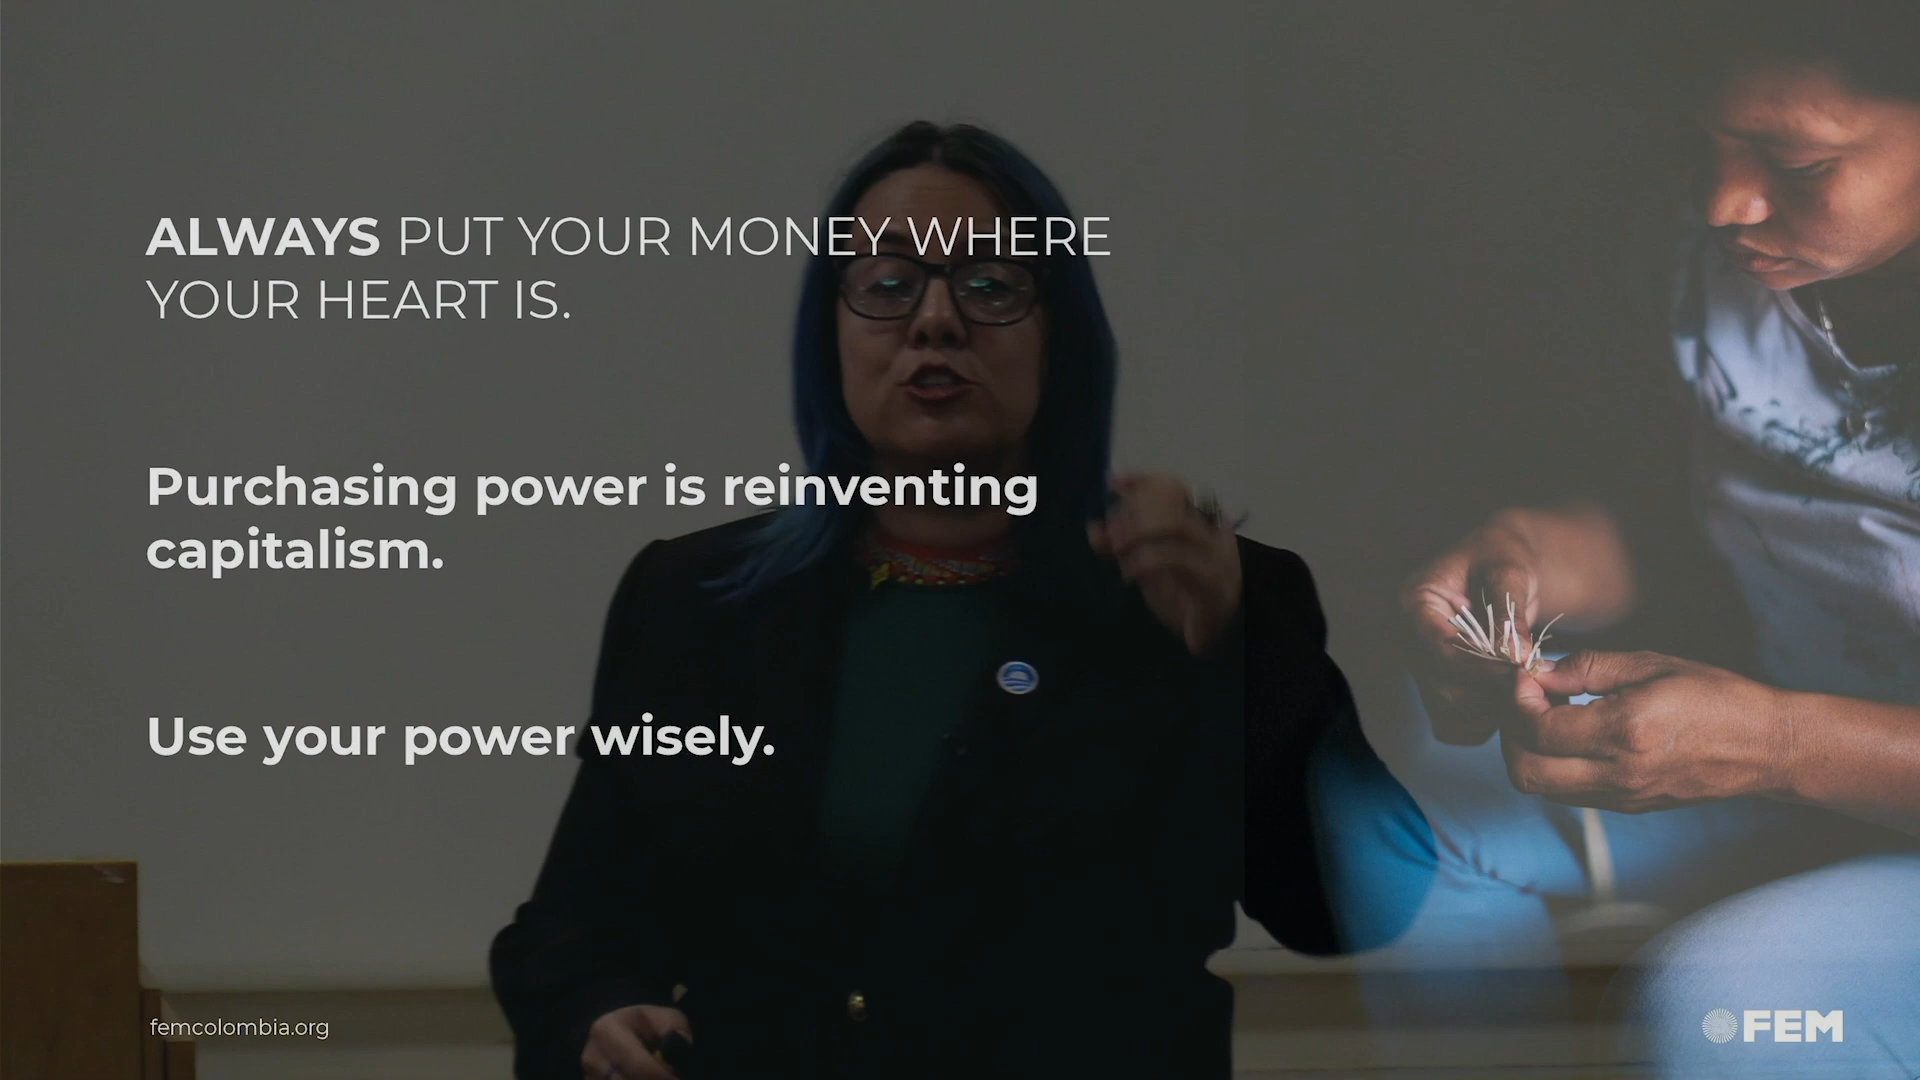 ALWAYS PUT YOUR MONEY WHERE
YOUR HEART IS.
Purchasing power is reinventing
capitalism.
Use your power wisely.
femcolombia.org
FEM